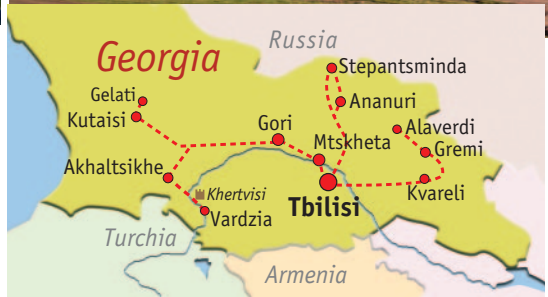 Georgia
Russia
Stepantsminda
Gelati
Ananuri
Kutaisi
Gori
Alaverdi
Mtskheta
Gremi
Akhaltsikhe
Khertvisi
Kvareli
Tbilisi
Vardzia
Turchia
Armenia